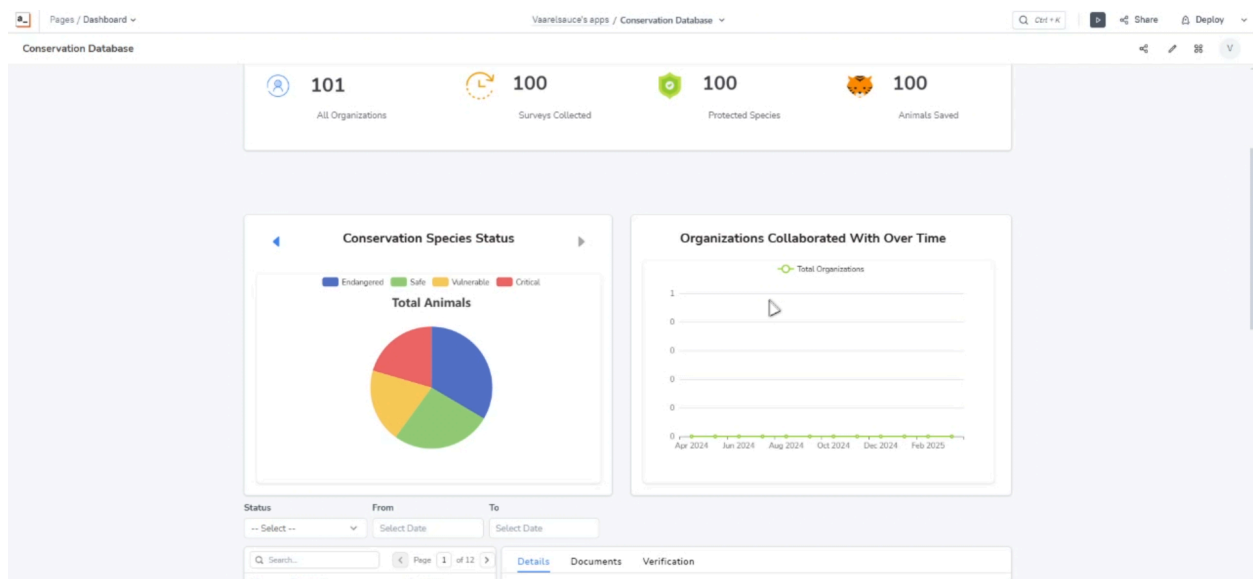 a_ Pages / Dashboard Vaarelsauce's apps / Conservation Database Ctrl + K Share Deploy
Conservation Database V
101 100 100 100
All Organizations Surveys Collected Protected Species Animals Saved
Conservation Species Status
Endangered Safe Vulnerable Critical
Total Animals
Organizations Collaborated With Over Time
Total Organizations
1
0
0
0
0
0
Apr 2024 Jun 2024 Aug 2024 Oct 2024 Dec 2024 Feb 2025
Status From To
-- Select -- Select Date Select Date
Search... Page 1 of 12 Details Documents Verification